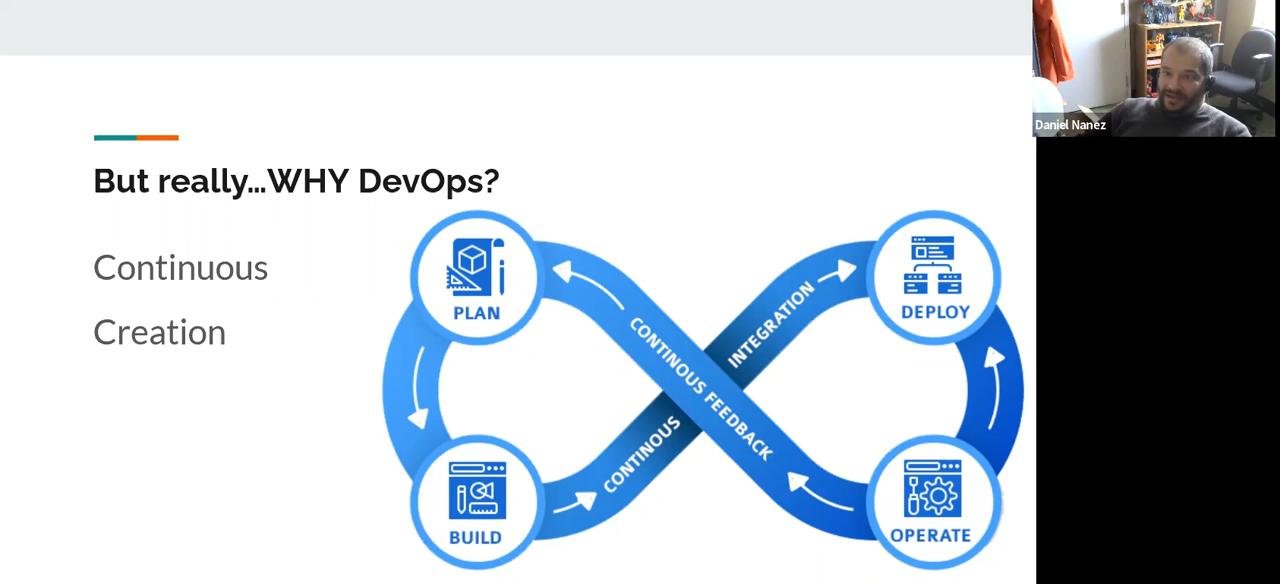 But really...WHY DevOps?
Continuous
Creation
PLAN
BUILD
CONTINOUS INTEGRATION
DEPLOY
OPERATE
CONTINOUS FEEDBACK
Daniel Nanez